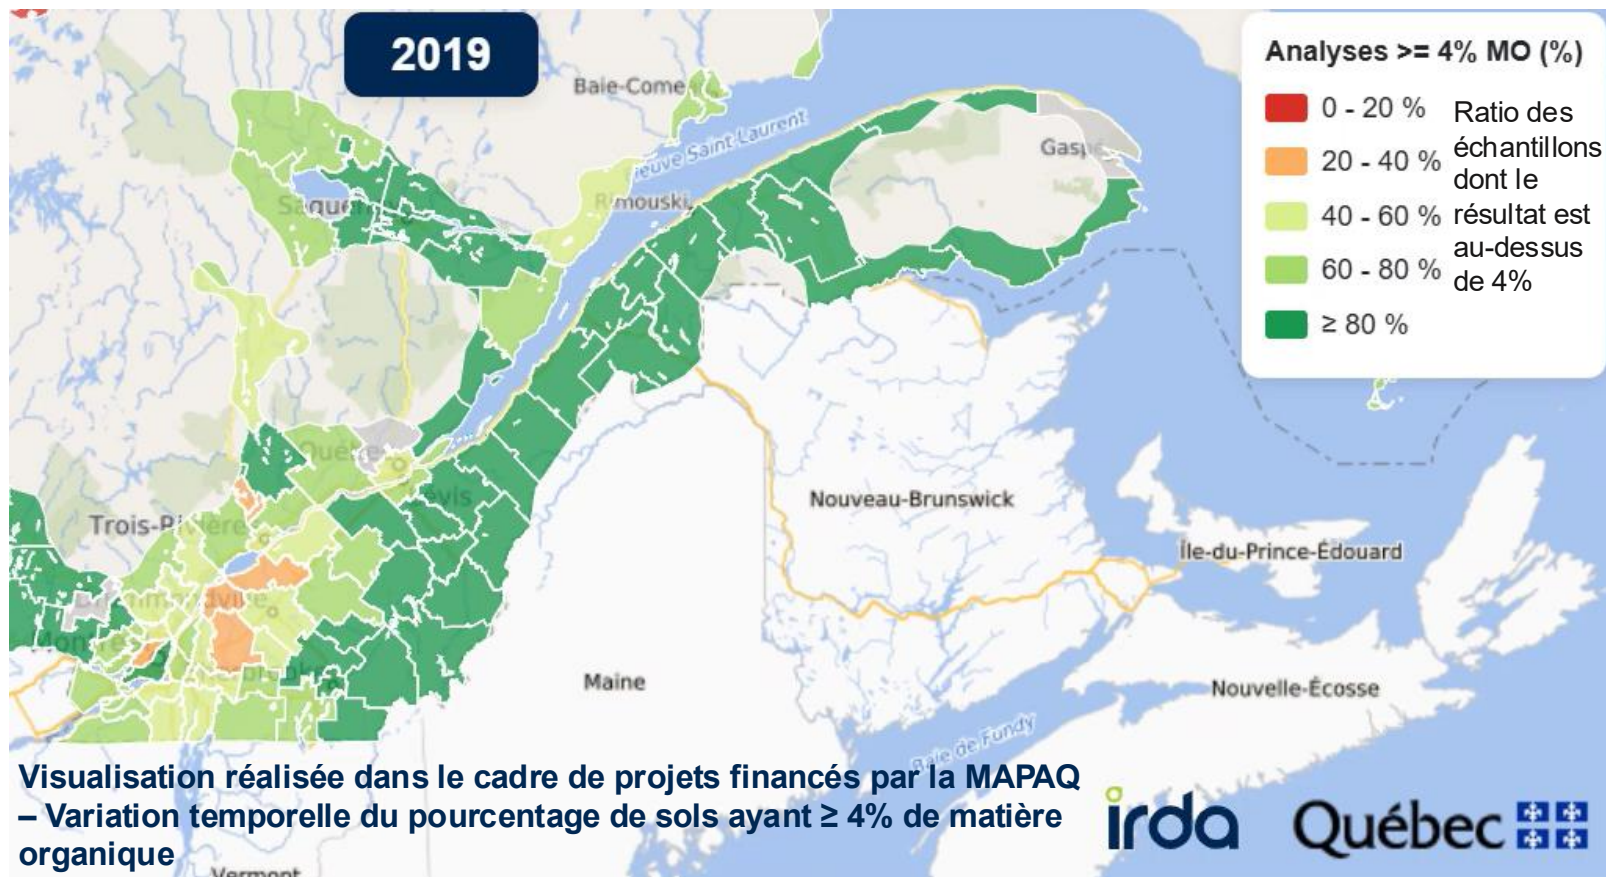 2019
Analyses >= 4% MO (%)
0 - 20 %
20 - 40 %
40 - 60 %
60 - 80 %
≥ 80 %
Ratio des
échantillons
dont le
résultat est
au-dessus
de 4%
Baie-Come
Fleuve Saint-Laurent
Gaspé
Rimouski
Saguenay
Québec
Lévis
Trois-Rivières
Drummondville
Montréal
Sherbrooke
Nouveau-Brunswick
Île-du-Prince-Édouard
Maine
Nouvelle-Écosse
Baie de Fundy
Vermont
Visualisation réalisée dans le cadre de projets financés par la MAPAQ
– Variation temporelle du pourcentage de sols ayant ≥ 4% de matière
organique
irda
Québec